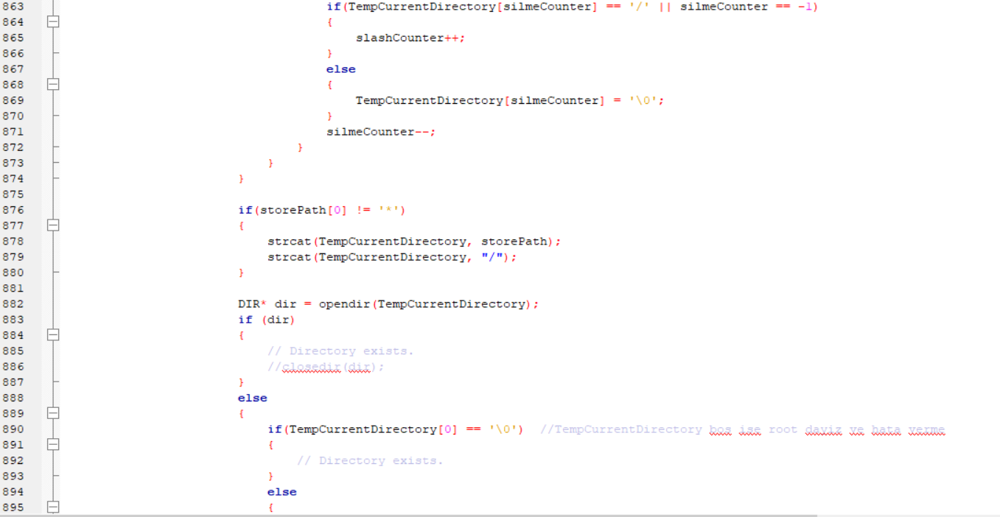 863 if(TempCurrentDirectory[silmeCounter] == '/' || silmeCounter == -1)
864 {
865 slashCounter++;
866 }
867 else
868 {
869 TempCurrentDirectory[silmeCounter] = '\0';
870 }
871 silmeCounter--;
872 }
873 }
874 }
875
876 if(storePath[0] != '*')
877 {
878 strcat(TempCurrentDirectory, storePath);
879 strcat(TempCurrentDirectory, "/");
880 }
881
882 DIR* dir = opendir(TempCurrentDirectory);
883 if (dir)
884 {
885 // Directory exists.
886 //closedir(dir);
887 }
888 else
889 {
890 if(TempCurrentDirectory[0] == '\0') //TempCurrentDirectory bos ise root dayiz ve hata verme
891 {
892 // Directory exists.
893 }
894 else
895 {